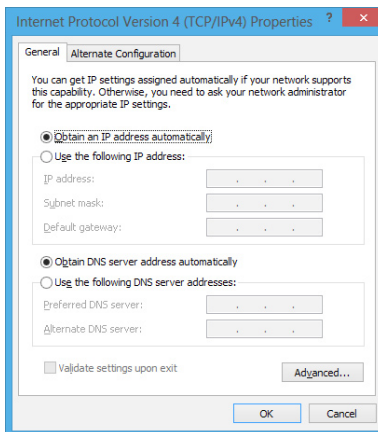 Internet Protocol Version 4 (TCP/IPv4) Properties ? ×
General Alternate Configuration
You can get IP settings assigned automatically if your network supports
this capability. Otherwise, you need to ask your network administrator
for the appropriate IP settings.
Obtain an IP address automatically
Use the following IP address:
IP address:
Subnet mask:
Default gateway:
Obtain DNS server address automatically
Use the following DNS server addresses:
Preferred DNS server:
Alternate DNS server:
Validate settings upon exit
Advanced...
OK Cancel